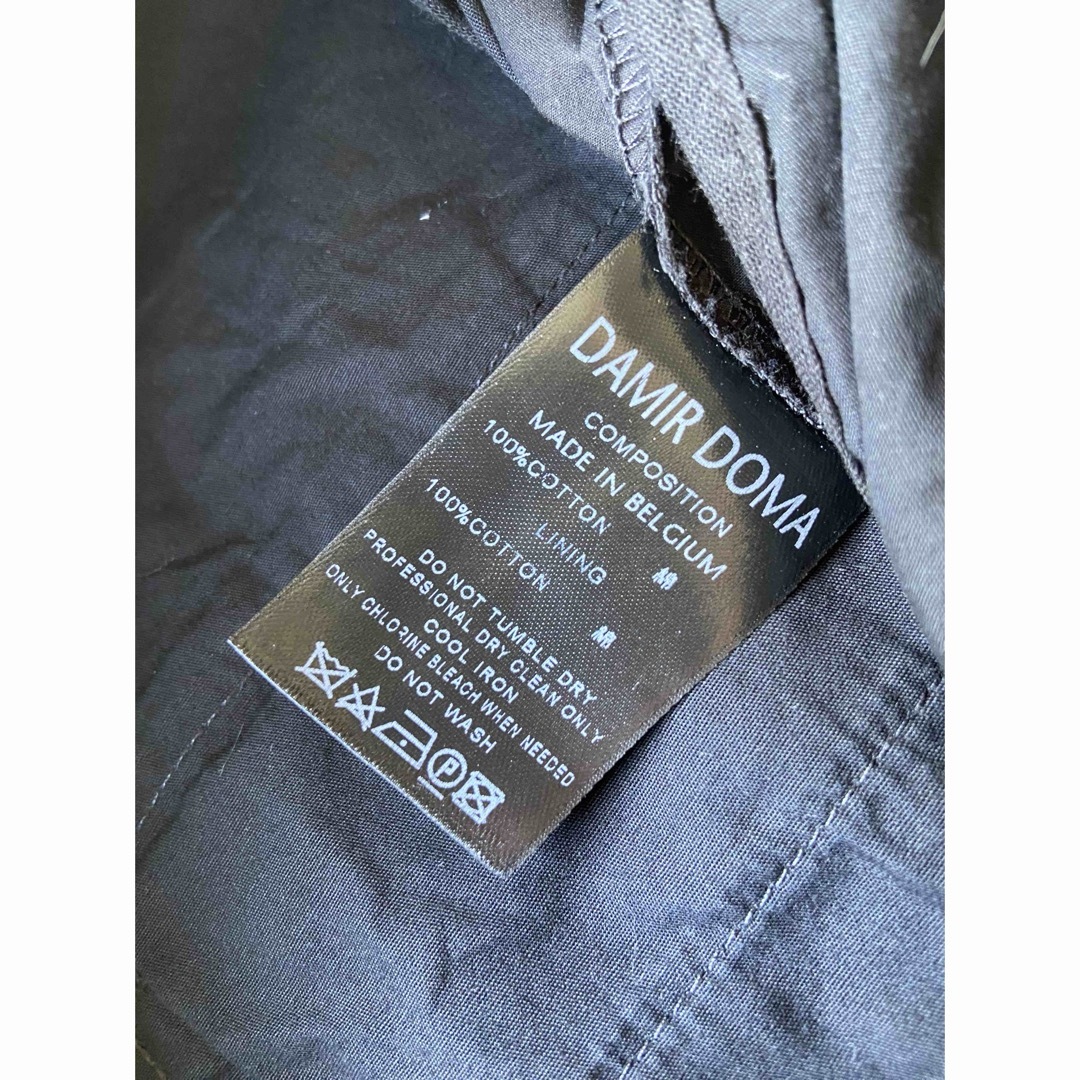 DAMIR DOMA
COMPOSITION
MADE IN BELGIUM
100%COTTON 綿
LINING
100%COTTON 綿
DO NOT TUMBLE DRY
PROFESSIONAL DRY CLEAN ONLY
COOL IRON
ONLY CHLORINE BLEACH WHEN NEEDED
DO NOT WASH
P